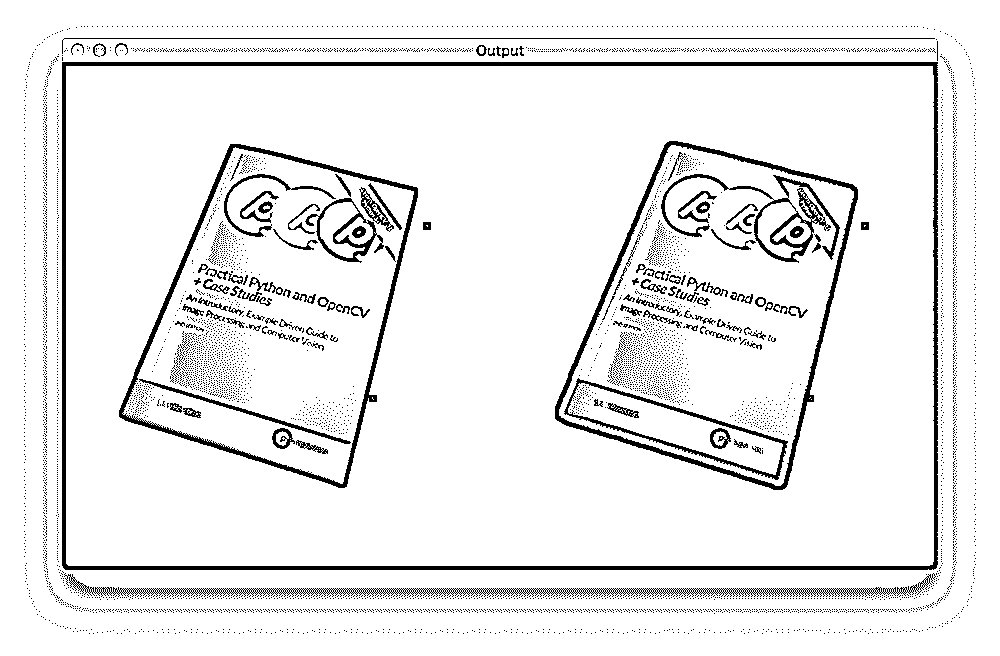 Output
Practical Python and OpenCV
+ Case Studies
An Introductory, Example Driven Guide to
Image Processing and Computer Vision
Practical Python and OpenCV
+ Case Studies
An Introductory, Example Driven Guide to
Image Processing and Computer Vision